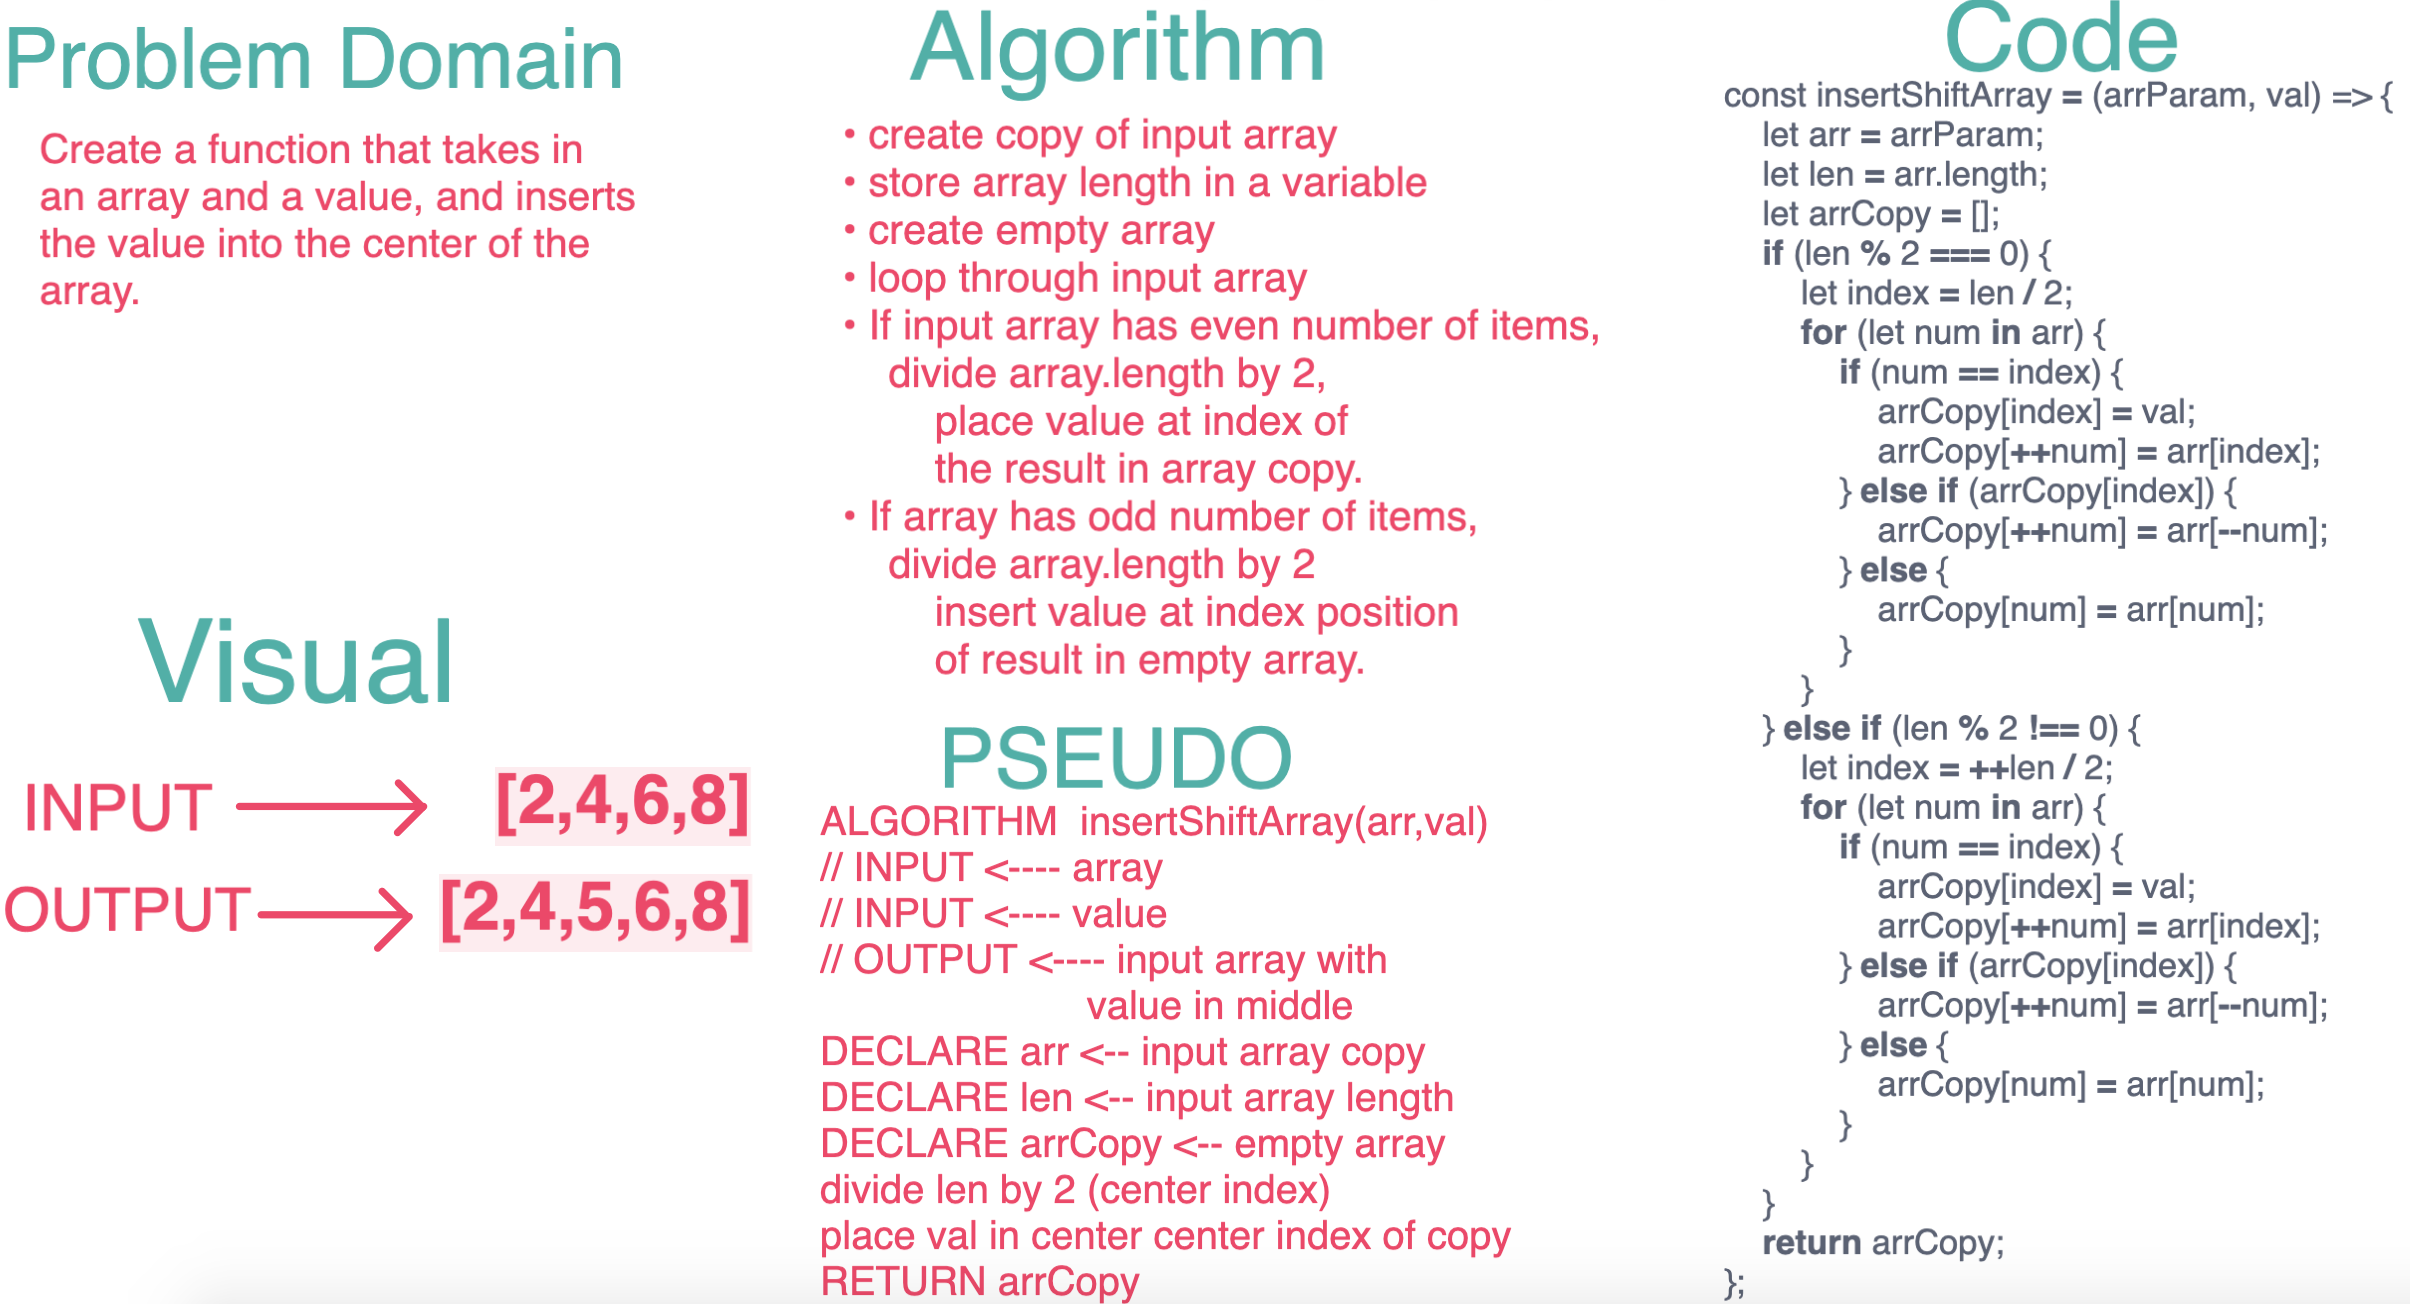 Problem Domain
Create a function that takes in
an array and a value, and inserts
the value into the center of the
array.
Visual
INPUT [2,4,6,8]
OUTPUT [2,4,5,6,8]
Algorithm
• create copy of input array
• store array length in a variable
• create empty array
• loop through input array
• If input array has even number of items,
divide array.length by 2,
place value at index of
the result in array copy.
• If array has odd number of items,
divide array.length by 2
insert value at index position
of result in empty array.
PSEUDO
ALGORITHM insertShiftArray(arr,val)
// INPUT <---- array
// INPUT <---- value
// OUTPUT <---- input array with
value in middle
DECLARE arr <-- input array copy
DECLARE len <-- input array length
DECLARE arrCopy <-- empty array
divide len by 2 (center index)
place val in center center index of copy
RETURN arrCopy
Code
const insertShiftArray = (arrParam, val) => {
let arr = arrParam;
let len = arr.length;
let arrCopy = [];
if (len % 2 === 0) {
let index = len / 2;
for (let num in arr) {
if (num == index) {
arrCopy[index] = val;
arrCopy[++num] = arr[index];
} else if (arrCopy[index]) {
arrCopy[++num] = arr[--num];
} else {
arrCopy[num] = arr[num];
}
}
} else if (len % 2 !== 0) {
let index = ++len / 2;
for (let num in arr) {
if (num == index) {
arrCopy[index] = val;
arrCopy[++num] = arr[index];
} else if (arrCopy[index]) {
arrCopy[++num] = arr[--num];
} else {
arrCopy[num] = arr[num];
}
}
}
return arrCopy;
};